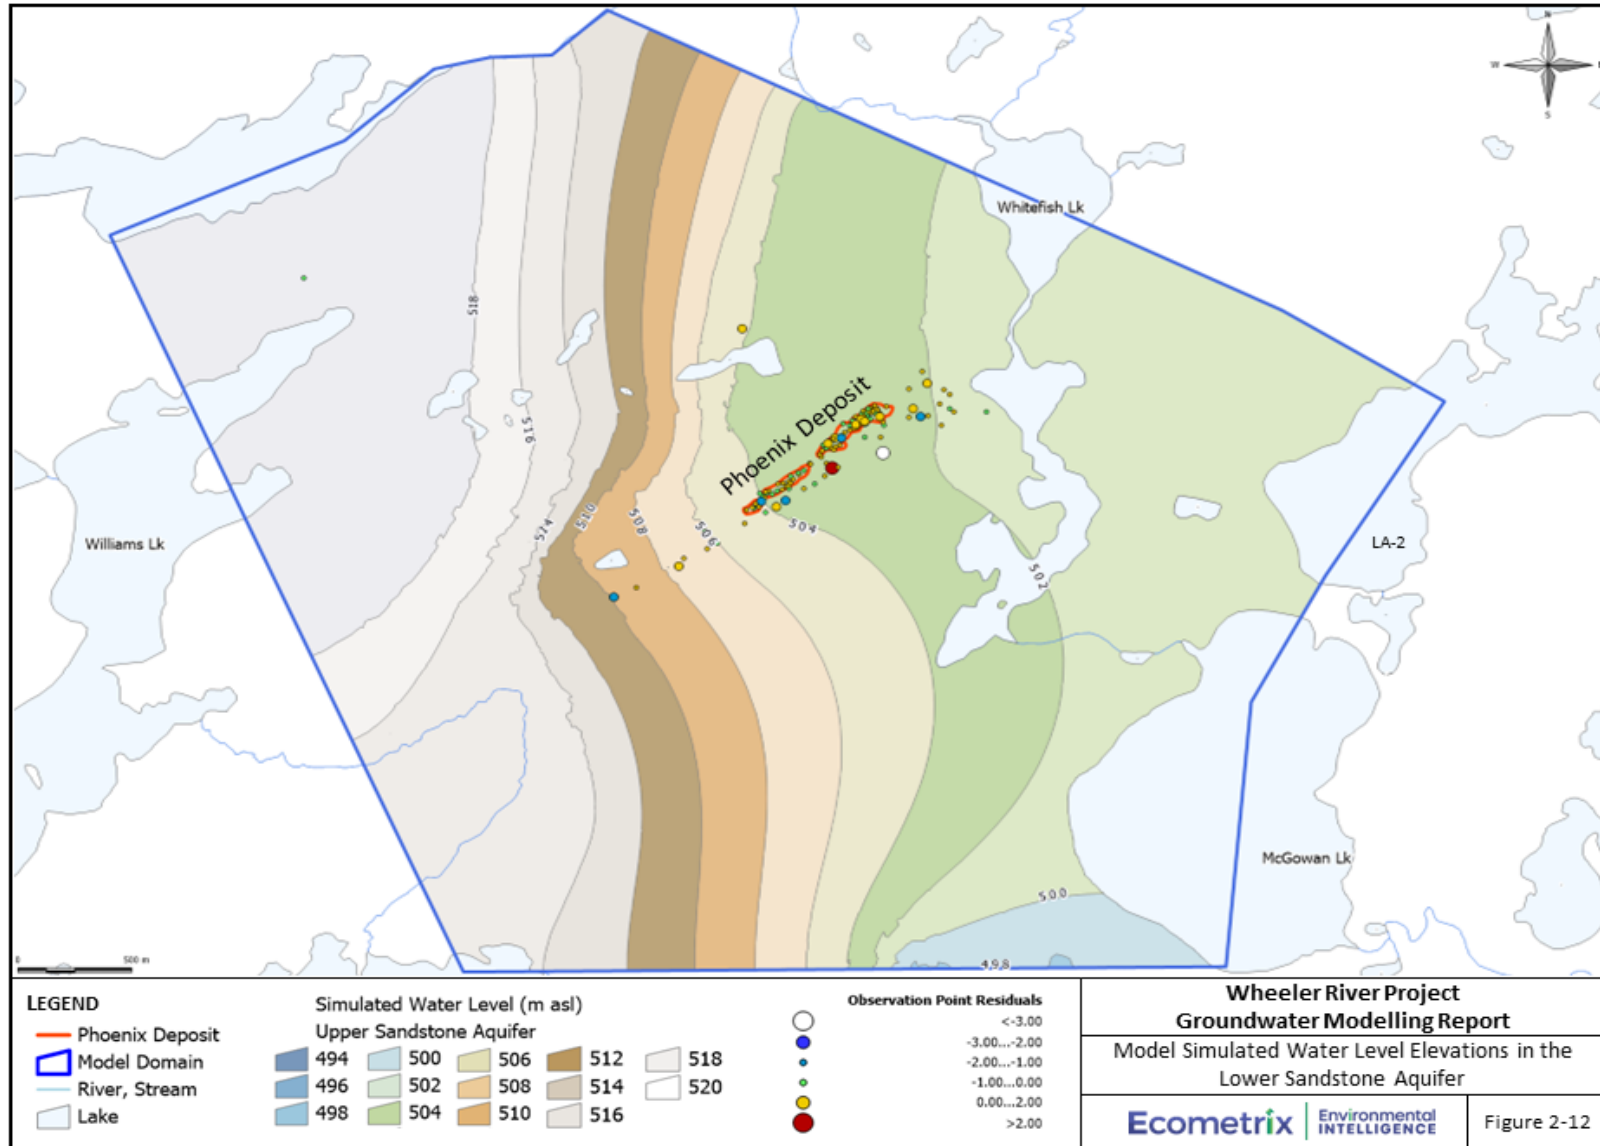 N
W
S
Whitefish Lk
518
516
Phoenix Deposit
514
510
508
506
504
502
Williams Lk
LA-2
McGowan Lk
500
498
0
500 m
LEGEND
Phoenix Deposit
Model Domain
River, Stream
Lake
Simulated Water Level (m asl)
Upper Sandstone Aquifer
494 500 506 512 518
496 502 508 514 520
498 504 510 516
Observation Point Residuals
<-3.00
-3.00...-2.00
-2.00...-1.00
-1.00...0.00
0.00...2.00
>2.00
Wheeler River Project
Groundwater Modelling Report
Model Simulated Water Level Elevations in the
Lower Sandstone Aquifer
Ecometrix
Environmental
INTELLIGENCE
Figure 2-12